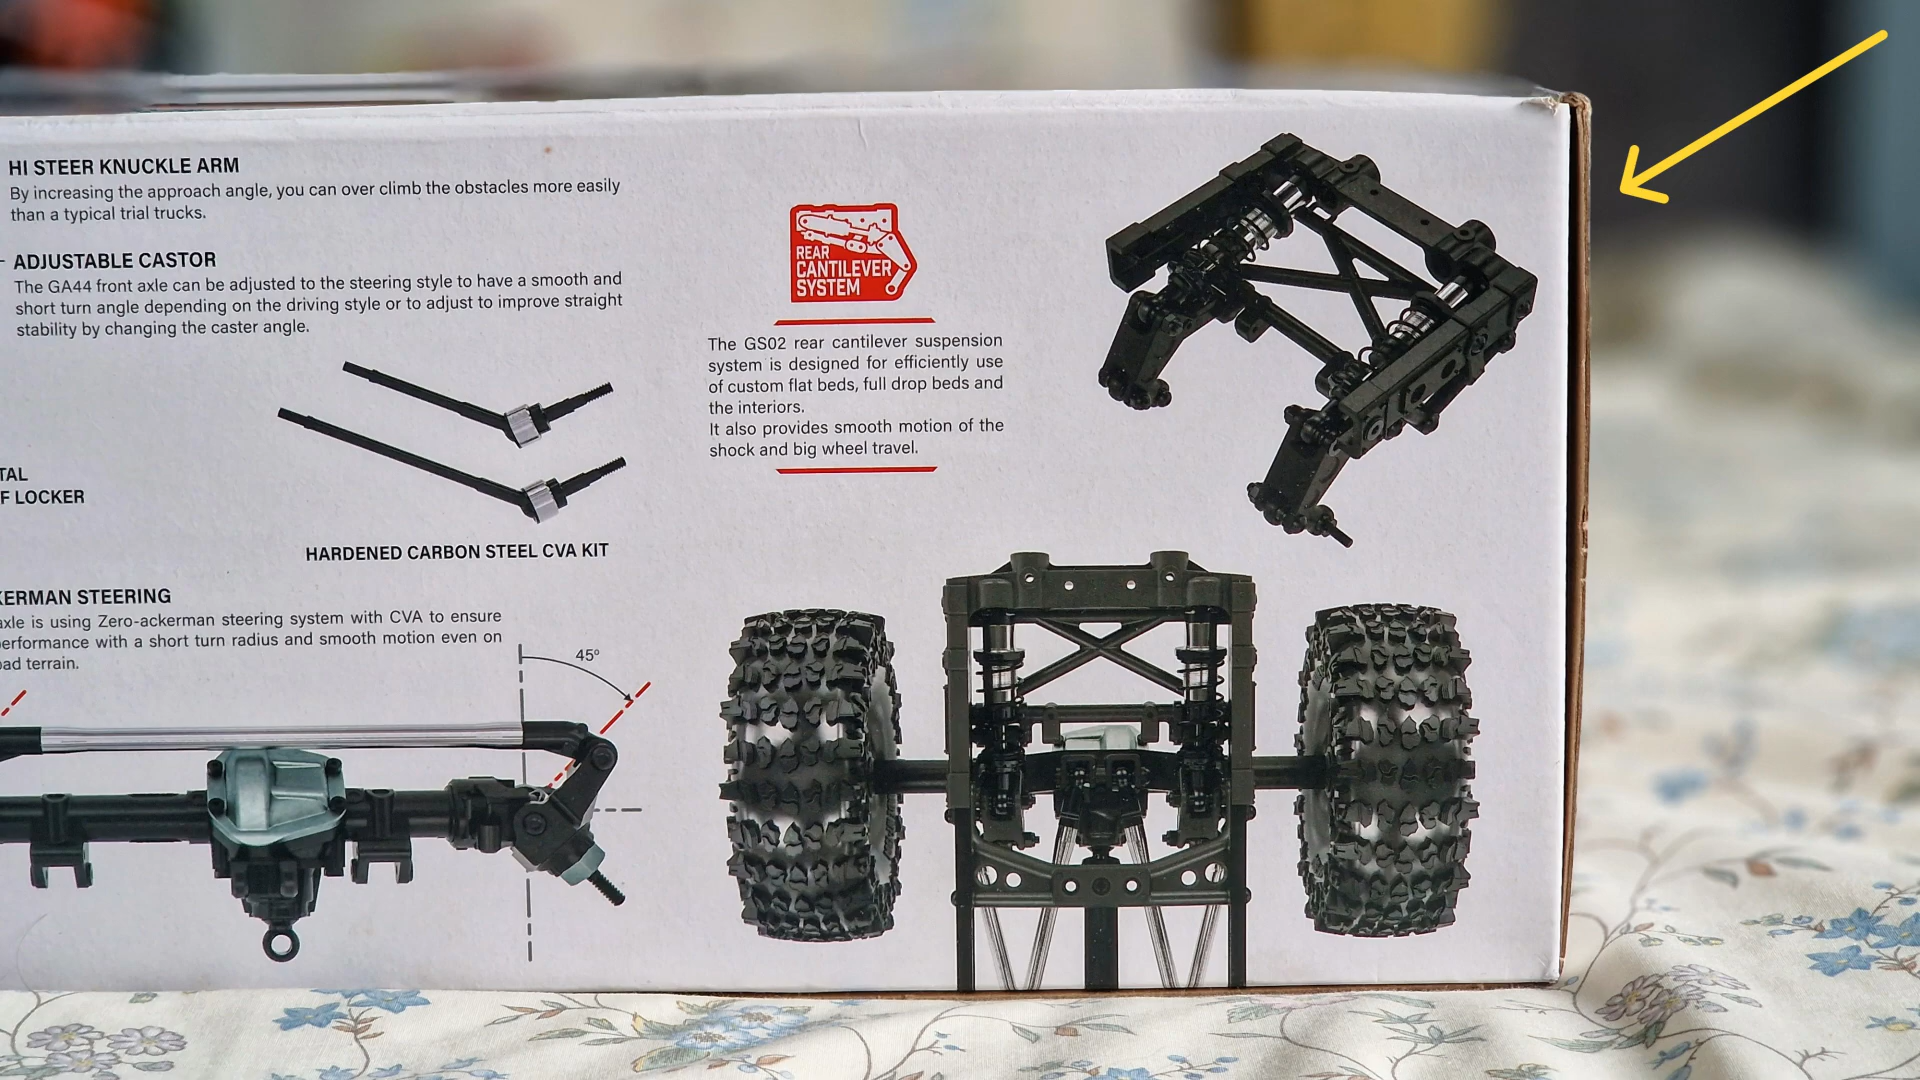 HI STEER KNUCKLE ARM
By increasing the approach angle, you can over climb the obstacles more easily
than a typical trial trucks.
ADJUSTABLE CASTOR
The GA44 front axle can be adjusted to the steering style to have a smooth and
short turn angle depending on the driving style or to adjust to improve straight
stability by changing the caster angle.
TAL
F LOCKER
HARDENED CARBON STEEL CVA KIT
KERMAN STEERING
axle is using Zero-ackerman steering system with CVA to ensure
performance with a short turn radius and smooth motion even on
oad terrain.
45°
REAR
CANTILEVER
SYSTEM
The GS02 rear cantilever suspension
system is designed for efficiently use
of custom flat beds, full drop beds and
the interiors.
It also provides smooth motion of the
shock and big wheel travel.